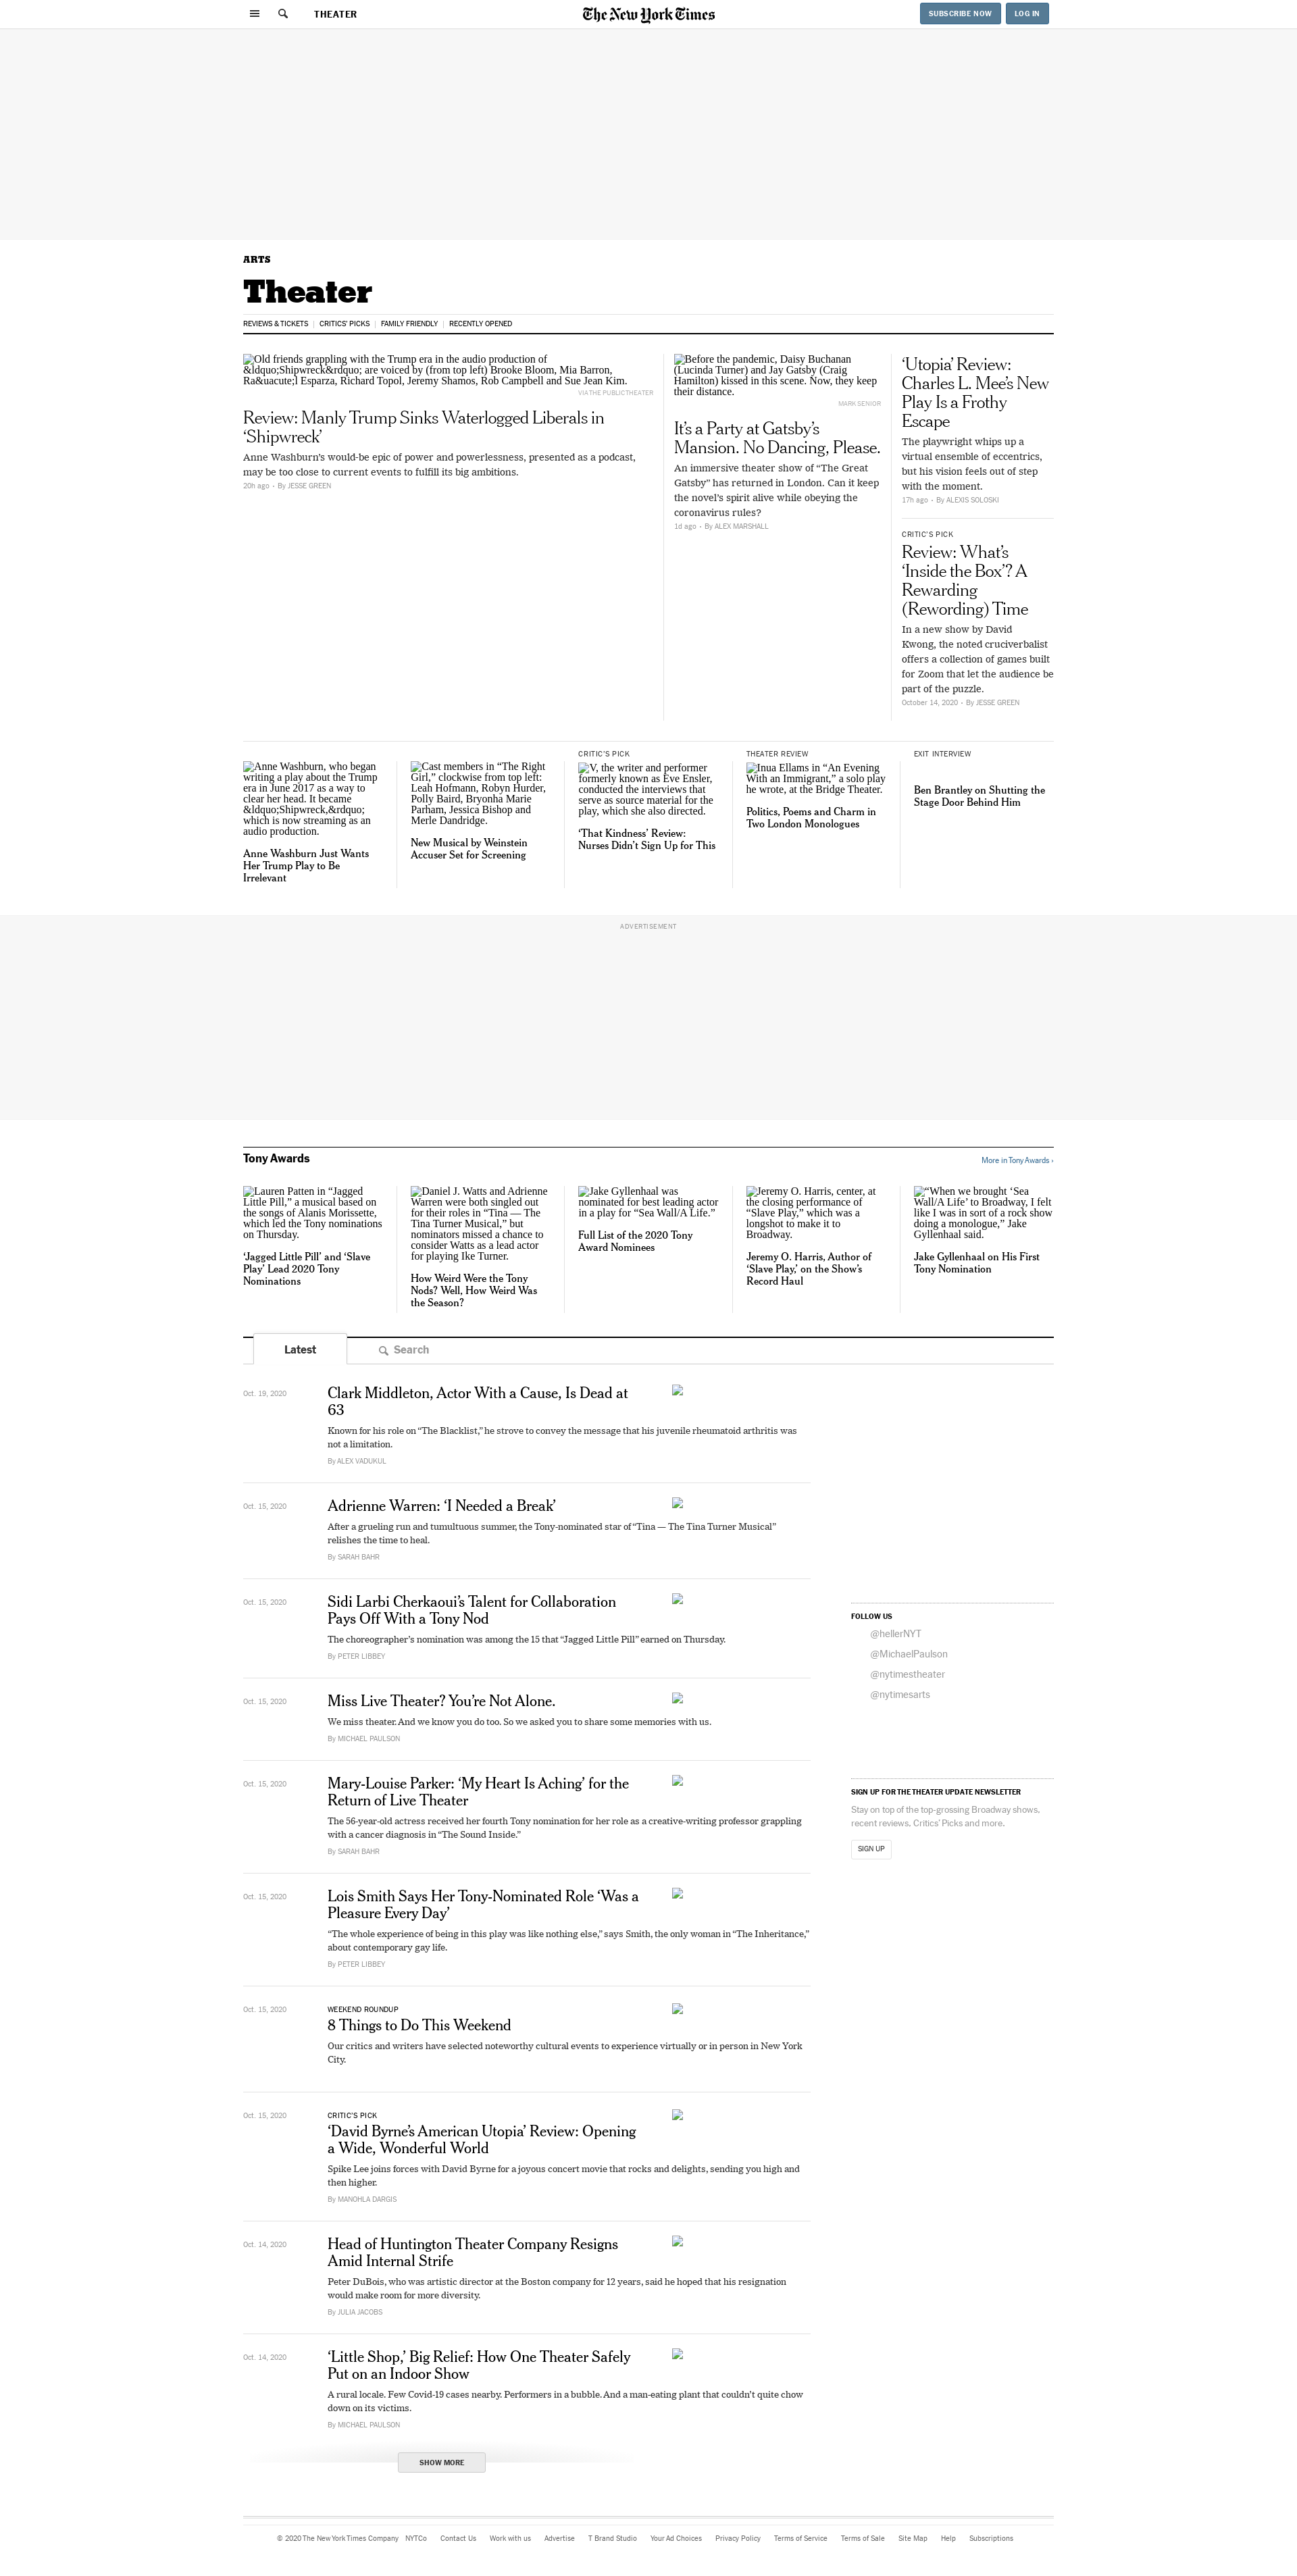 THEATER
The New York Times
SUBSCRIBE NOW
LOG IN
ARTS
Theater
REVIEWS & TICKETS
CRITICS' PICKS
FAMILY FRIENDLY
RECENTLY OPENED
Old friends grappling with the Trump era in the audio production of
&ldquo;Shipwreck&rdquo; are voiced by (from top left) Brooke Bloom, Mia Barron,
Ra&uacute;l Esparza, Richard Topol, Jeremy Shamos, Rob Campbell and Sue Jean Kim.
VIA THE PUBLIC THEATER
Review: Manly Trump Sinks Waterlogged Liberals in
‘Shipwreck’
Anne Washburn’s would-be epic of power and powerlessness, presented as a podcast,
may be too close to current events to fulfill its big ambitions.
20h ago • By JESSE GREEN
Before the pandemic, Daisy Buchanan
(Lucinda Turner) and Jay Gatsby (Craig
Hamilton) kissed in this scene. Now, they keep
their distance.
MARK SENIOR
It’s a Party at Gatsby’s
Mansion. No Dancing, Please.
An immersive theater show of “The Great
Gatsby” has returned in London. Can it keep
the novel’s spirit alive while obeying the
coronavirus rules?
1d ago • By ALEX MARSHALL
‘Utopia’ Review:
Charles L. Mee’s New
Play Is a Frothy
Escape
The playwright whips up a
virtual ensemble of eccentrics,
but his vision feels out of step
with the moment.
17h ago • By ALEXIS SOLOSKI
CRITIC’S PICK
Review: What’s
‘Inside the Box’? A
Rewarding
(Rewording) Time
In a new show by David
Kwong, the noted cruciverbalist
offers a collection of games built
for Zoom that let the audience be
part of the puzzle.
October 14, 2020 • By JESSE GREEN
Anne Washburn, who began
writing a play about the Trump
era in June 2017 as a way to
clear her head. It became
&ldquo;Shipwreck,&rdquo;
which is now streaming as an
audio production.
Anne Washburn Just Wants
Her Trump Play to Be
Irrelevant
Cast members in “The Right
Girl,” clockwise from top left:
Leah Hofmann, Robyn Hurder,
Polly Baird, Bryonha Marie
Parham, Jessica Bishop and
Merle Dandridge.
New Musical by Weinstein
Accuser Set for Screening
CRITIC’S PICK
V, the writer and performer
formerly known as Eve Ensler,
conducted the interviews that
serve as source material for the
play, which she also directed.
‘That Kindness’ Review:
Nurses Didn’t Sign Up for This
THEATER REVIEW
Inua Ellams in “An Evening
With an Immigrant,” a solo play
he wrote, at the Bridge Theater.
Politics, Poems and Charm in
Two London Monologues
EXIT INTERVIEW
Ben Brantley on Shutting the
Stage Door Behind Him
ADVERTISEMENT
Tony Awards
More in Tony Awards ›
Lauren Patten in “Jagged
Little Pill,” a musical based on
the songs of Alanis Morissette,
which led the Tony nominations
on Thursday.
‘Jagged Little Pill’ and ‘Slave
Play’ Lead 2020 Tony
Nominations
Daniel J. Watts and Adrienne
Warren were both singled out
for their roles in “Tina — The
Tina Turner Musical,” but
nominators missed a chance to
consider Watts as a lead actor
for playing Ike Turner.
How Weird Were the Tony
Nods? Well, How Weird Was
the Season?
Jake Gyllenhaal was
nominated for best leading actor
in a play for “Sea Wall/A Life.”
Full List of the 2020 Tony
Award Nominees
Jeremy O. Harris, center, at
the closing performance of
“Slave Play,” which was a
longshot to make it to
Broadway.
Jeremy O. Harris, Author of
‘Slave Play,’ on the Show’s
Record Haul
“When we brought ‘Sea
Wall/A Life’ to Broadway, I felt
like I was in sort of a rock show
doing a monologue,” Jake
Gyllenhaal said.
Jake Gyllenhaal on His First
Tony Nomination
Latest
Search
Oct. 19, 2020
Clark Middleton, Actor With a Cause, Is Dead at
63
Known for his role on “The Blacklist,” he strove to convey the message that his juvenile rheumatoid arthritis was
not a limitation.
By ALEX VADUKUL
Oct. 15, 2020
Adrienne Warren: ‘I Needed a Break’
After a grueling run and tumultuous summer, the Tony-nominated star of “Tina — The Tina Turner Musical”
relishes the time to heal.
By SARAH BAHR
Oct. 15, 2020
Sidi Larbi Cherkaoui’s Talent for Collaboration
Pays Off With a Tony Nod
The choreographer’s nomination was among the 15 that “Jagged Little Pill” earned on Thursday.
By PETER LIBBEY
Oct. 15, 2020
Miss Live Theater? You’re Not Alone.
We miss theater. And we know you do too. So we asked you to share some memories with us.
By MICHAEL PAULSON
Oct. 15, 2020
Mary-Louise Parker: ‘My Heart Is Aching’ for the
Return of Live Theater
The 56-year-old actress received her fourth Tony nomination for her role as a creative-writing professor grappling
with a cancer diagnosis in “The Sound Inside.”
By SARAH BAHR
Oct. 15, 2020
Lois Smith Says Her Tony-Nominated Role ‘Was a
Pleasure Every Day’
“The whole experience of being in this play was like nothing else,” says Smith, the only woman in “The Inheritance,”
about contemporary gay life.
By PETER LIBBEY
Oct. 15, 2020
WEEKEND ROUNDUP
8 Things to Do This Weekend
Our critics and writers have selected noteworthy cultural events to experience virtually or in person in New York
City.
Oct. 15, 2020
CRITIC’S PICK
‘David Byrne’s American Utopia’ Review: Opening
a Wide, Wonderful World
Spike Lee joins forces with David Byrne for a joyous concert movie that rocks and delights, sending you high and
then higher.
By MANOHLA DARGIS
Oct. 14, 2020
Head of Huntington Theater Company Resigns
Amid Internal Strife
Peter DuBois, who was artistic director at the Boston company for 12 years, said he hoped that his resignation
would make room for more diversity.
By JULIA JACOBS
Oct. 14, 2020
‘Little Shop,’ Big Relief: How One Theater Safely
Put on an Indoor Show
A rural locale. Few Covid-19 cases nearby. Performers in a bubble. And a man-eating plant that couldn’t quite chow
down on its victims.
By MICHAEL PAULSON
SHOW MORE
FOLLOW US
@hellerNYT
@MichaelPaulson
@nytimestheater
@nytimesarts
SIGN UP FOR THE THEATER UPDATE NEWSLETTER
Stay on top of the top-grossing Broadway shows,
recent reviews, Critics’ Picks and more.
SIGN UP
© 2020 The New York Times Company NYTCo Contact Us Work with us Advertise T Brand Studio Your Ad Choices Privacy Policy Terms of Service Terms of Sale Site Map Help Subscriptions